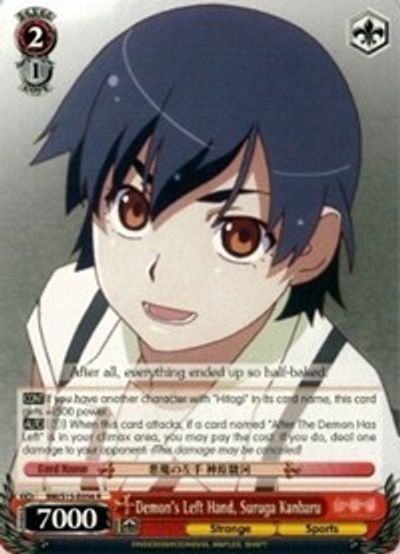 2
1
After all, everything ended up so half-baked.
CONT If you have another character with "Hitagi" in its card name, this card
gets +500 power.
AUTO [(1)] When this card attacks, if a card named "After The Demon Has
Left" is in your climax area, you may pay the cost. If you do, deal one
damage to your opponent. (This damage may be canceled)
Card Name
悪魔の左手 神原駿河
Demon's Left Hand, Suruga Kanbaru
7000
Strange
Sports